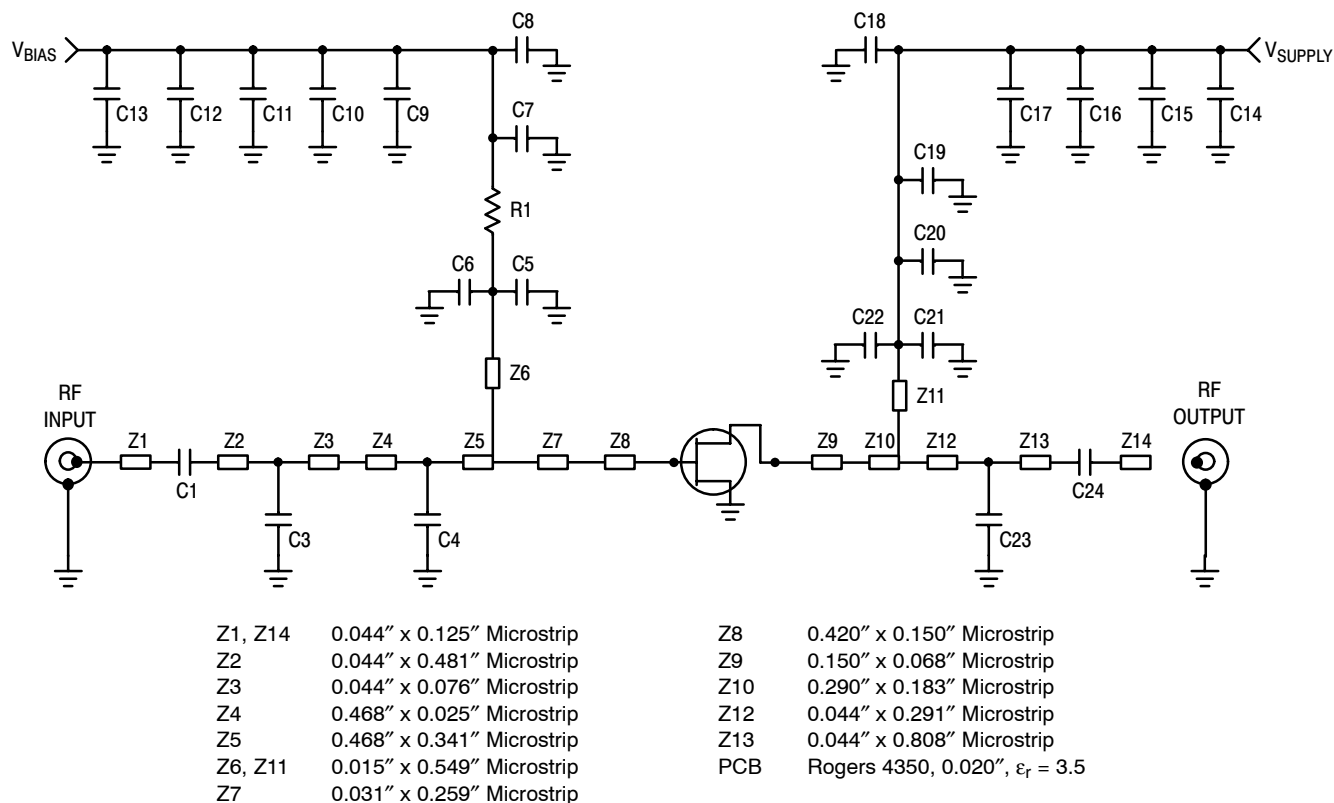 C8
C18
VBIAS
VSUPPLY
C13 C12 C11 C10 C9
C7
C17 C16 C15 C14
C19
R1
C20
C6 C5
C22 C21
Z6
Z11
RF
INPUT
RF
OUTPUT
Z1 Z2 Z3 Z4 Z5 Z7 Z8 Z9 Z10 Z12 Z13 Z14
C1
C24
C3 C4 C23
Z1, Z14 0.044″ x 0.125″ Microstrip
Z2 0.044″ x 0.481″ Microstrip
Z3 0.044″ x 0.076″ Microstrip
Z4 0.468″ x 0.025″ Microstrip
Z5 0.468″ x 0.341″ Microstrip
Z6, Z11 0.015″ x 0.549″ Microstrip
Z7 0.031″ x 0.259″ Microstrip
Z8 0.420″ x 0.150″ Microstrip
Z9 0.150″ x 0.068″ Microstrip
Z10 0.290″ x 0.183″ Microstrip
Z12 0.044″ x 0.291″ Microstrip
Z13 0.044″ x 0.808″ Microstrip
PCB Rogers 4350, 0.020″, εr = 3.5